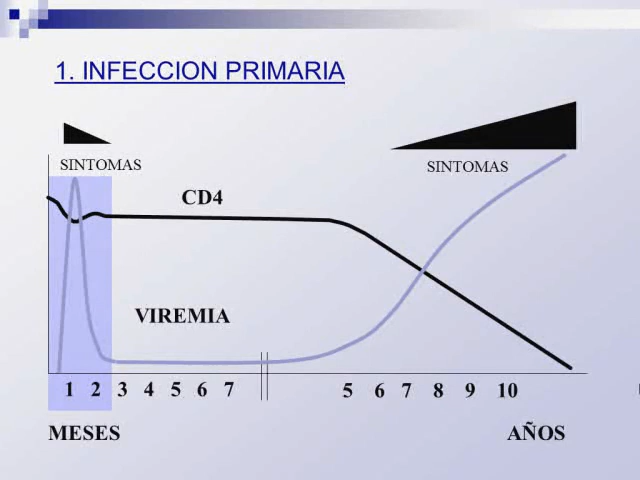 1. INFECCION PRIMARIA
SINTOMAS
SINTOMAS
CD4
VIREMIA
1 2 3 4 5 6 7 5 6 7 8 9 10
MESES AÑOS